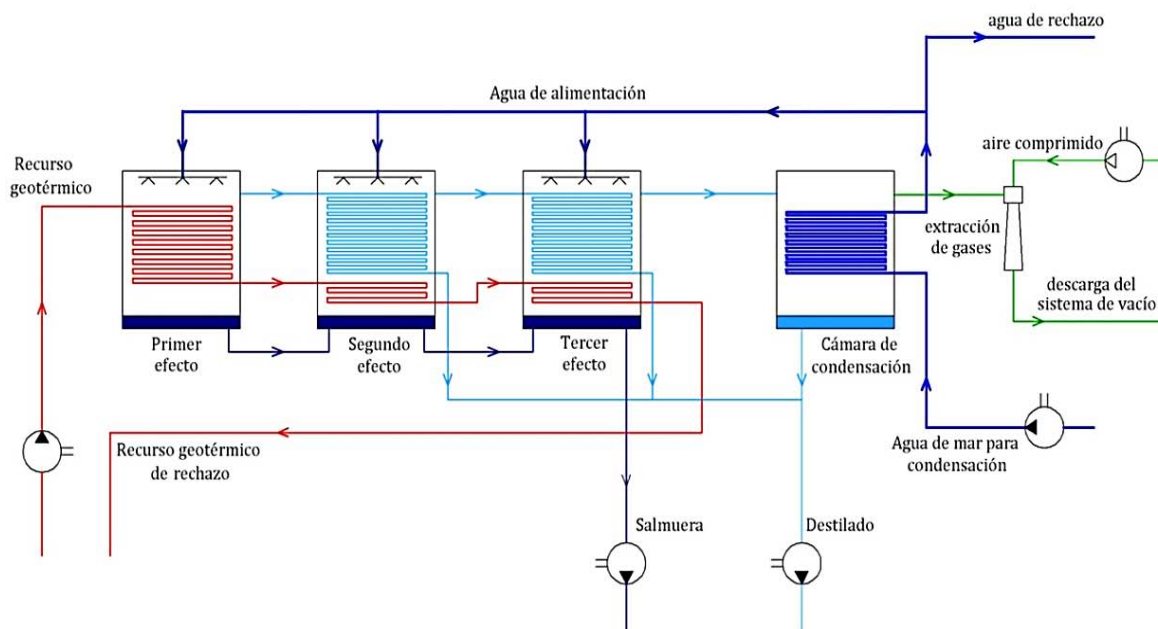 agua de rechazo
Agua de alimentación
aire comprimido
Recurso
geotérmico
extracción
de gases
descarga del
sistema de vacío
Primer
efecto
Segundo
efecto
Tercer
efecto
Cámara de
condensación
Recurso geotérmico
de rechazo
Agua de mar para
condensación
Salmuera
Destilado